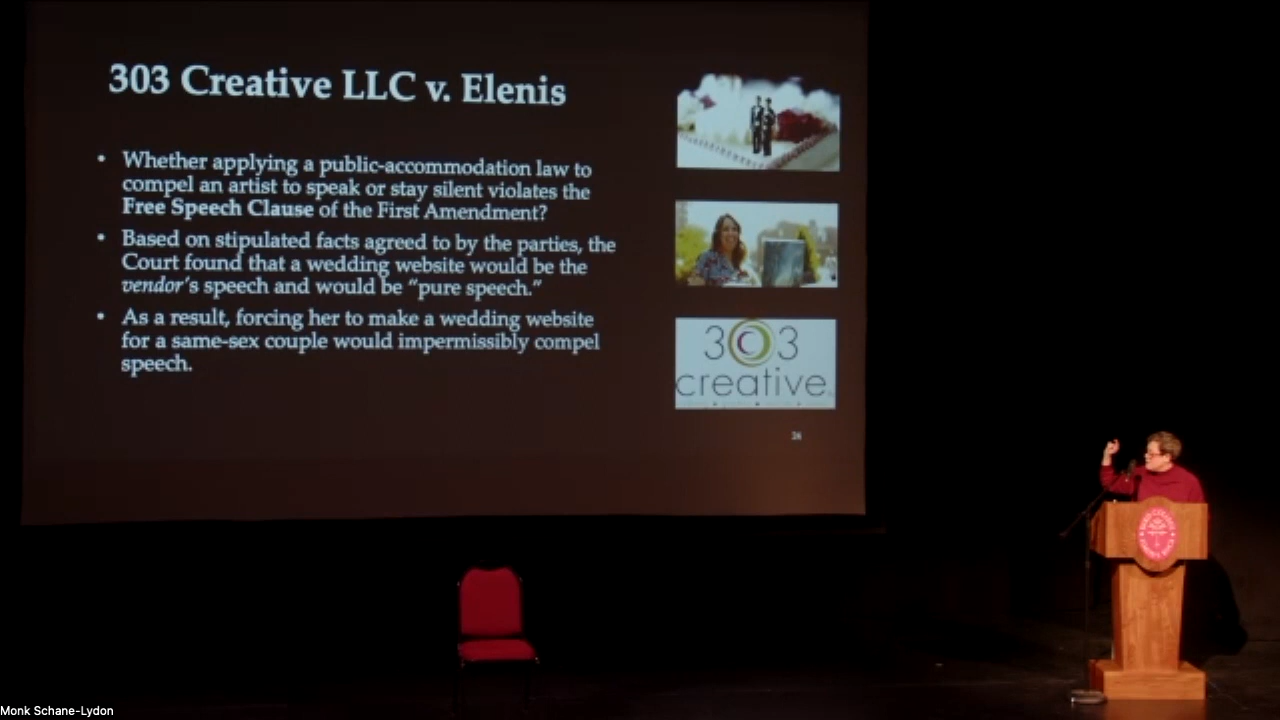 303 Creative LLC v. Elenis
• Whether applying a public-accommodation law to
compel an artist to speak or stay silent violates the
Free Speech Clause of the First Amendment?
• Based on stipulated facts agreed to by the parties, the
Court found that a wedding website would be the
vendor's speech and would be “pure speech.”
• As a result, forcing her to make a wedding website
for a same-sex couple would impermissibly compel
speech.
303
creative
Monk Schane-Lydon